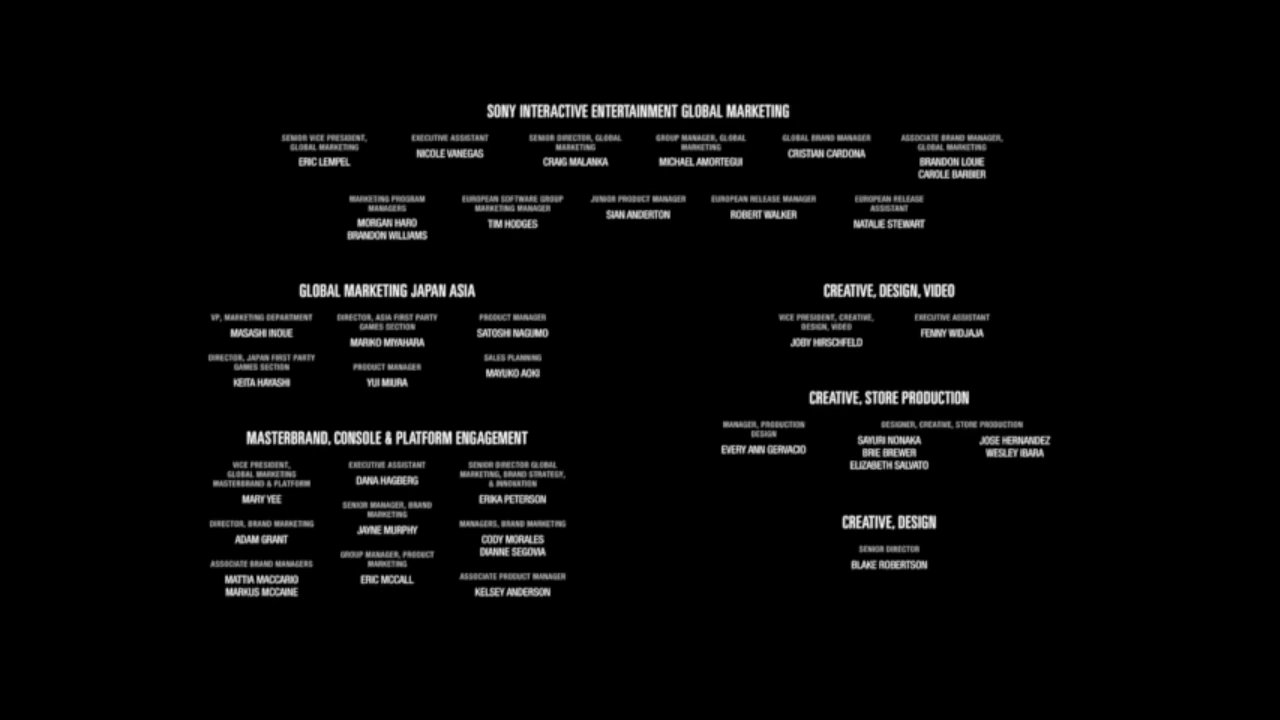 SONY INTERACTIVE ENTERTAINMENT GLOBAL MARKETING
SENIOR VICE PRESIDENT,
GLOBAL MARKETING
ERIC LEMPEL
EXECUTIVE ASSISTANT
NICOLE VANEGAS
SENIOR DIRECTOR, GLOBAL
MARKETING
CRAIG MALANKA
GROUP MANAGER, GLOBAL
MARKETING
MICHAEL AMORTEGUI
GLOBAL BRAND MANAGER
CRISTIAN CARDONA
ASSOCIATE BRAND MANAGER,
GLOBAL MARKETING
BRANDON LOUIE
CAROLE BARBIER
MARKETING PROGRAM
MANAGERS
MORGAN HARO
BRANDON WILLIAMS
EUROPEAN SOFTWARE GROUP
MARKETING MANAGER
TIM HODGES
JUNIOR PRODUCT MANAGER
SIAN ANDERTON
EUROPEAN RELEASE MANAGER
ROBERT WALKER
EUROPEAN RELEASE
ASSISTANT
NATALIE STEWART
GLOBAL MARKETING JAPAN ASIA
VP, MARKETING DEPARTMENT
MASASHI INOUE
DIRECTOR, ASIA FIRST PARTY
GAMES SECTION
MARIKO MIYAHARA
PRODUCT MANAGER
SATOSHI NAGUMO
DIRECTOR, JAPAN FIRST PARTY
GAMES SECTION
KEITA HAYASHI
PRODUCT MANAGER
YUI MIURA
SALES PLANNING
MAYUKO AOKI
MASTERBRAND, CONSOLE & PLATFORM ENGAGEMENT
VICE PRESIDENT,
GLOBAL MARKETING
MASTERBRAND & PLATFORM
MARY YEE
EXECUTIVE ASSISTANT
DANA HAGBERG
SENIOR DIRECTOR GLOBAL
MARKETING, BRAND STRATEGY,
& INNOVATION
ERIKA PETERSON
DIRECTOR, BRAND MARKETING
ADAM GRANT
SENIOR MANAGER, BRAND
MARKETING
JAYNE MURPHY
MANAGERS, BRAND MARKETING
CODY MORALES
DIANNE SEGOVIA
ASSOCIATE BRAND MANAGERS
MATTIA MACCARIO
MARKUS MCCAINE
GROUP MANAGER, PRODUCT
MARKETING
ERIC MCCALL
ASSOCIATE PRODUCT MANAGER
KELSEY ANDERSON
CREATIVE, DESIGN, VIDEO
VICE PRESIDENT, CREATIVE,
DESIGN, VIDEO
JOBY HIRSCHFELD
EXECUTIVE ASSISTANT
FENNY WIDJAJA
CREATIVE, STORE PRODUCTION
MANAGER, PRODUCTION
DESIGN
EVERY ANN GERVACIO
DESIGNER, CREATIVE, STORE PRODUCTION
SAYURI NONAKA
BRIE BREWER
ELIZABETH SALVATO
JOSE HERNANDEZ
WESLEY IBARA
CREATIVE, DESIGN
SENIOR DIRECTOR
BLAKE ROBERTSON